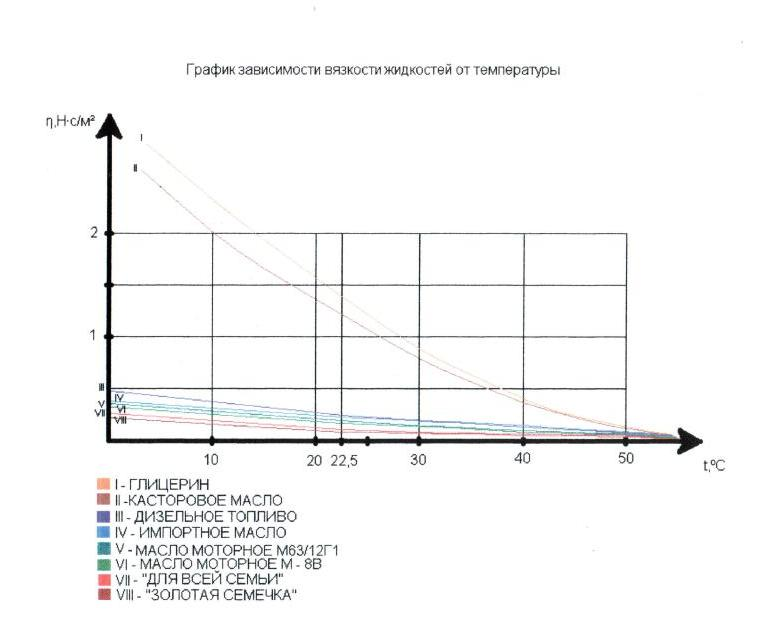 График зависимости вязкости жидкостей от температуры
η,Н·с/м²
I
II
2
1
III
IV
V
VI
VII
VIII
10
20
22,5
30
40
50
t,ºC
I - ГЛИЦЕРИН
II -КАСТОРОВОЕ МАСЛО
III - ДИЗЕЛЬНОЕ ТОПЛИВО
IV - ИМПОРТНОЕ МАСЛО
V - МАСЛО МОТОРНОЕ М63/12Г1
VI - МАСЛО МОТОРНОЕ М - 8В
VII - "ДЛЯ ВСЕЙ СЕМЬИ"
VIII - "ЗОЛОТАЯ СЕМЕЧКА"